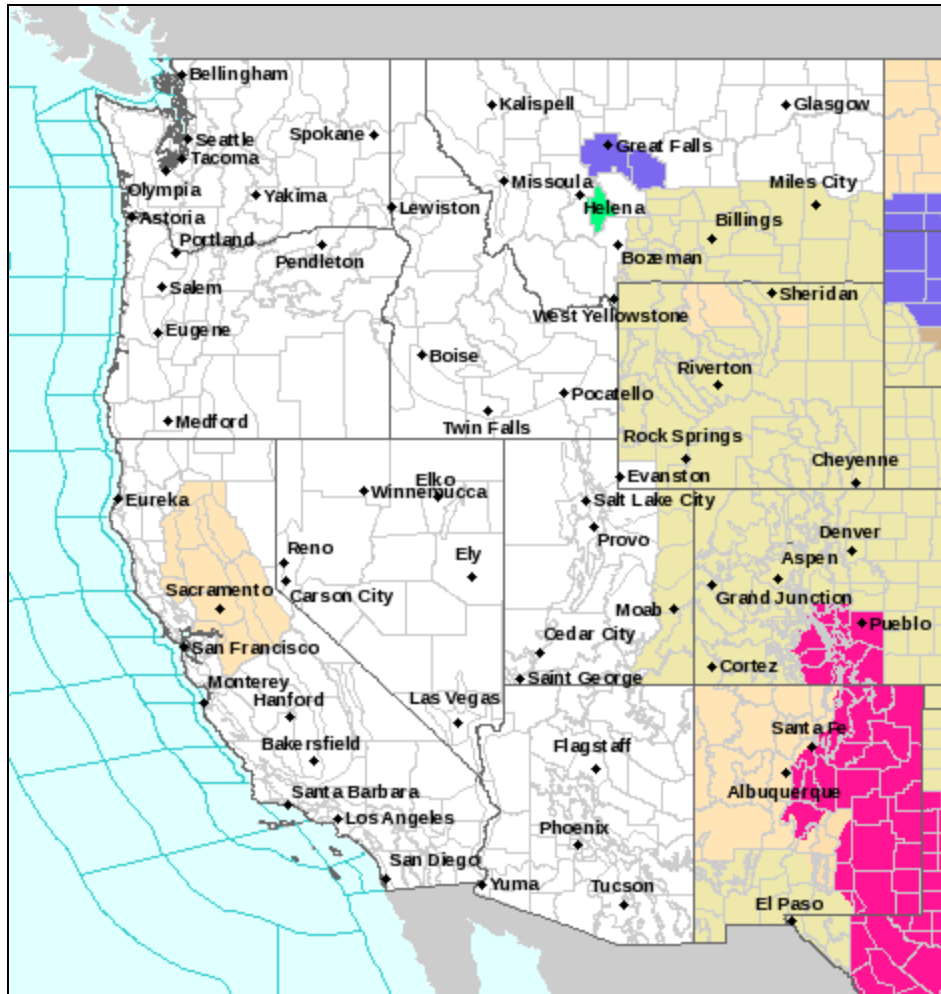 Bellingham
Kalispell
Glasgow
Seattle
Spokane
Great Falls
Tacoma
Missoula
Miles City
Olympia
Yakima
Lewiston
Helena
Astoria
Billings
Portland
Pendleton
Bozeman
Salem
Sheridan
West Yellowstone
Eugene
Boise
Riverton
Pocatello
Medford
Twin Falls
Rock Springs
Cheyenne
Elko
Evanston
Eureka
Winnemucca
Salt Lake City
Denver
Reno
Provo
Ely
Aspen
Sacramento
Carson City
Grand Junction
Moab
Pueblo
Cedar City
San Francisco
Cortez
Saint George
Monterey
Hanford
Las Vegas
Santa Fe
Bakersfield
Flagstaff
Albuquerque
Santa Barbara
Los Angeles
Phoenix
San Diego
Yuma
Tucson
El Paso